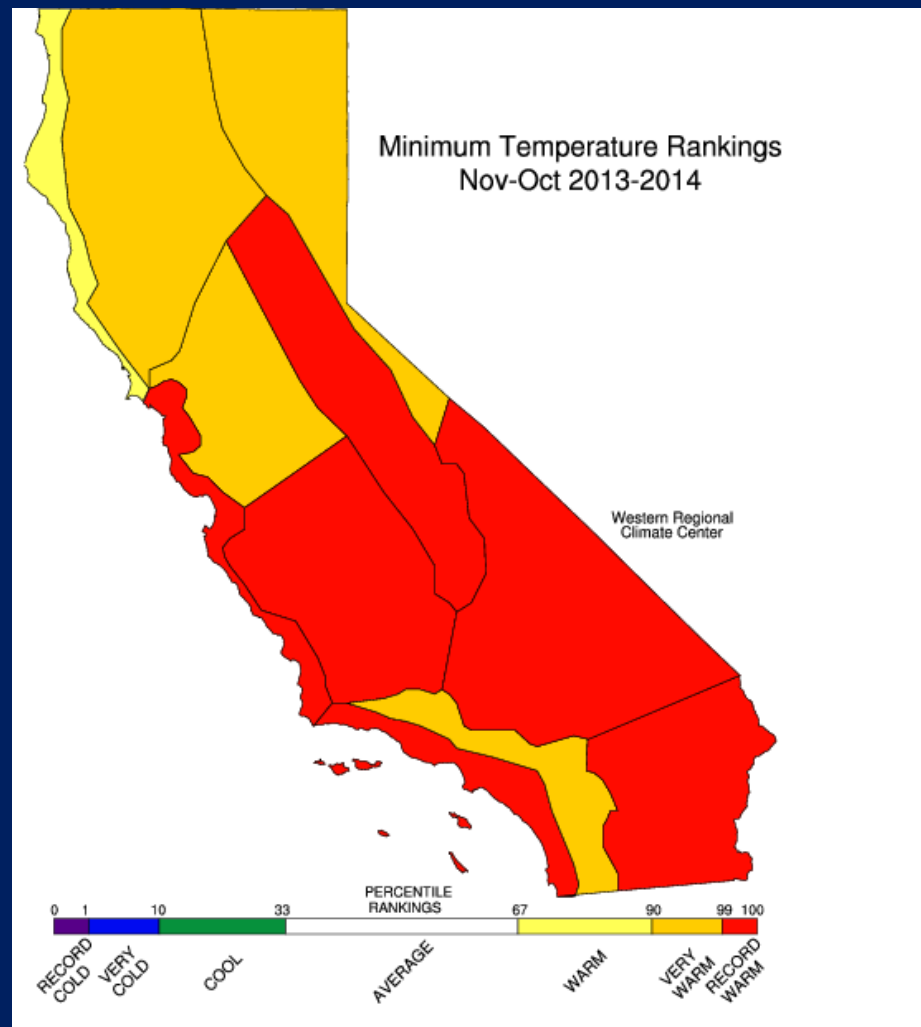 Minimum Temperature Rankings
Nov-Oct 2013-2014
Western Regional
Climate Center
PERCENTILE
RANKINGS
0 1 10 33 67 90 99 100
RECORD
COLD
VERY
COLD
COOL
AVERAGE
WARM
VERY
WARM
RECORD
WARM